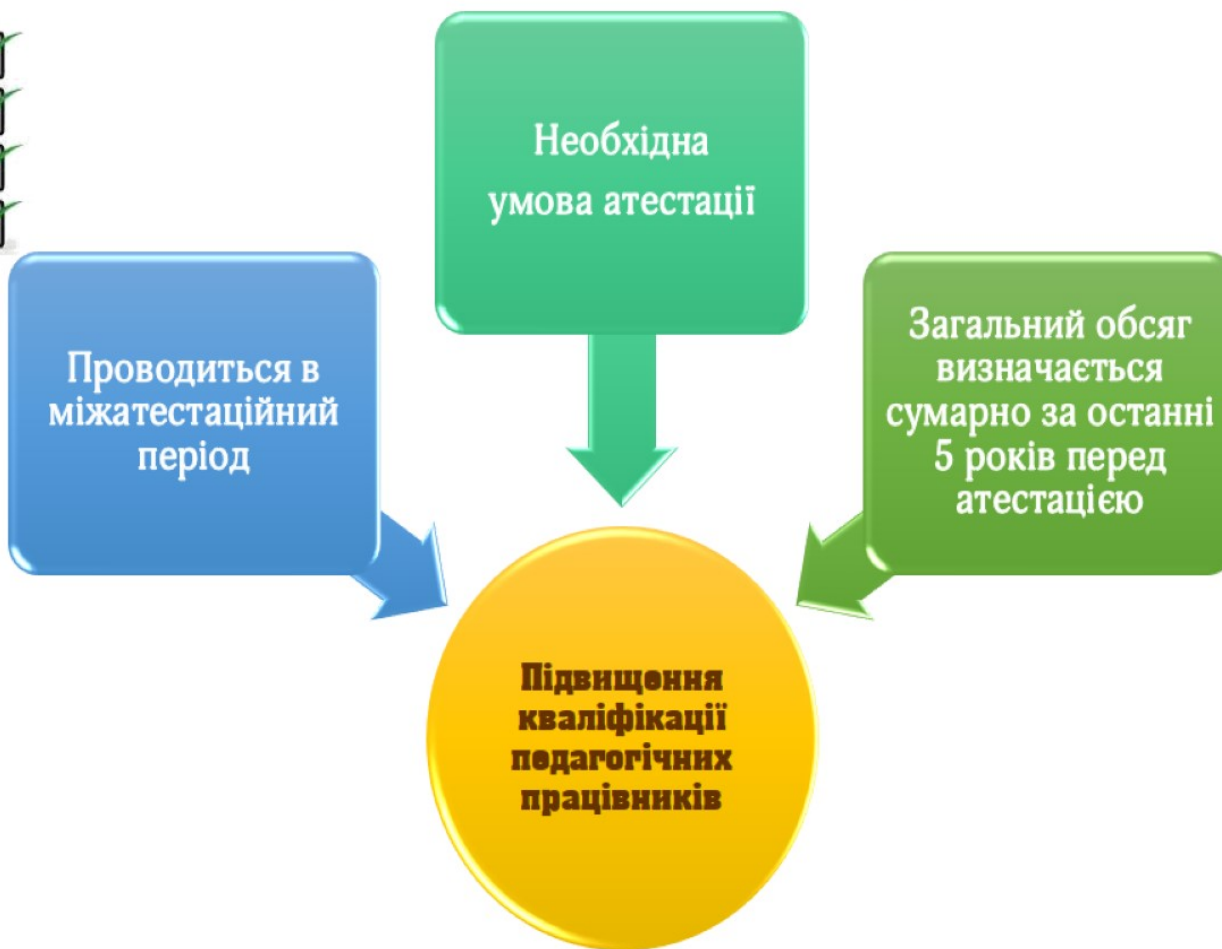 Необхідна
умова атестації
Проводиться в
міжатестаційний
період
Загальний обсяг
визначається
сумарно за останні
5 років перед
атестацією
Підвищення
кваліфікації
педагогічних
працівників